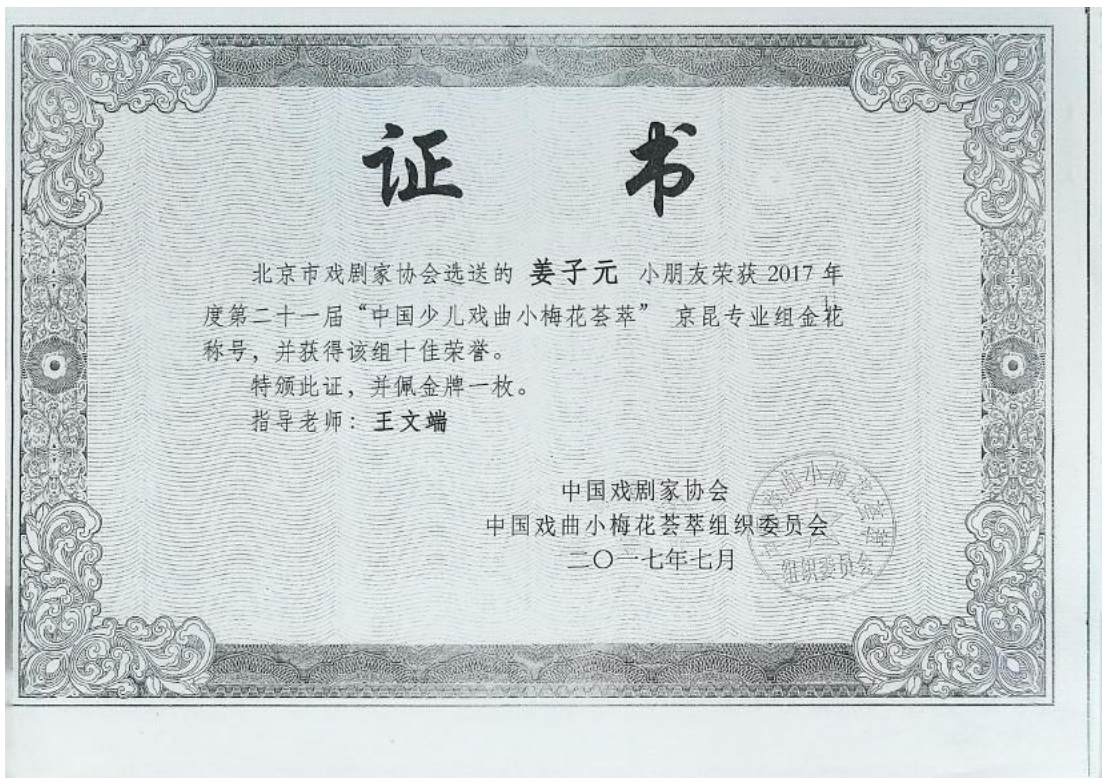 证 书
北京市戏剧家协会选送的 姜子元 小朋友荣获 2017 年
度第二十一届“中国少儿戏曲小梅花荟萃” 京昆专业组金花
称号，并获得该组十佳荣誉。
特颁此证，并佩金牌一枚。
指导老师：王文端
中国戏剧家协会
中国戏曲小梅花荟萃组织委员会
二〇一七年七月
组织委员会